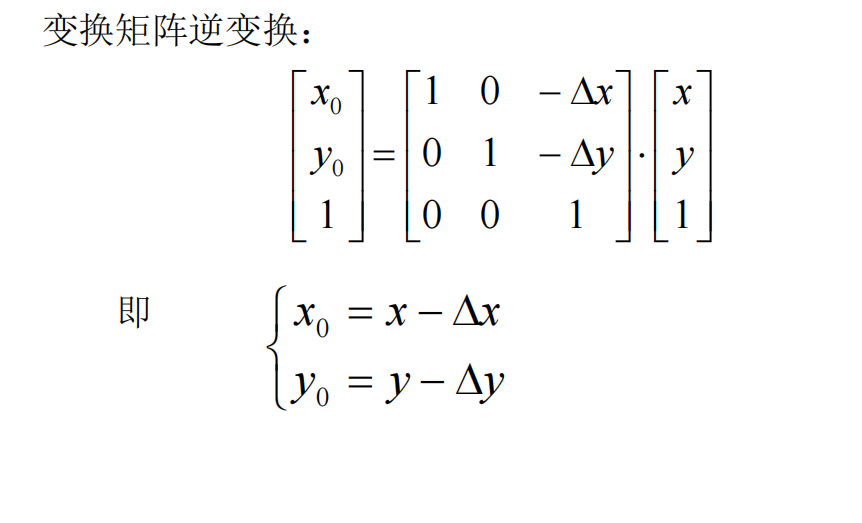 变换矩阵逆变换：
[x₀ y₀ 1]ᵀ = [1 0 −Δx; 0 1 −Δy; 0 0 1] · [x y 1]ᵀ
即
x₀ = x − Δx
y₀ = y − Δy